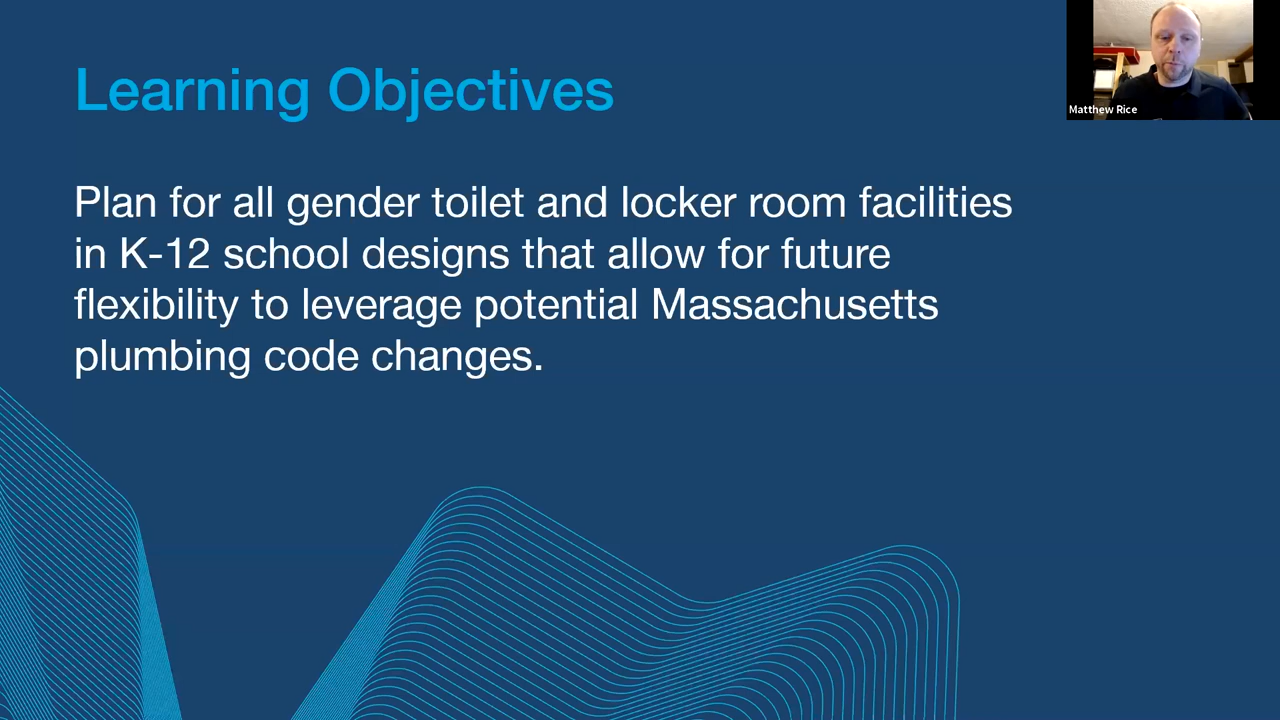 Learning Objectives
Matthew Rice
Plan for all gender toilet and locker room facilities
in K-12 school designs that allow for future
flexibility to leverage potential Massachusetts
plumbing code changes.